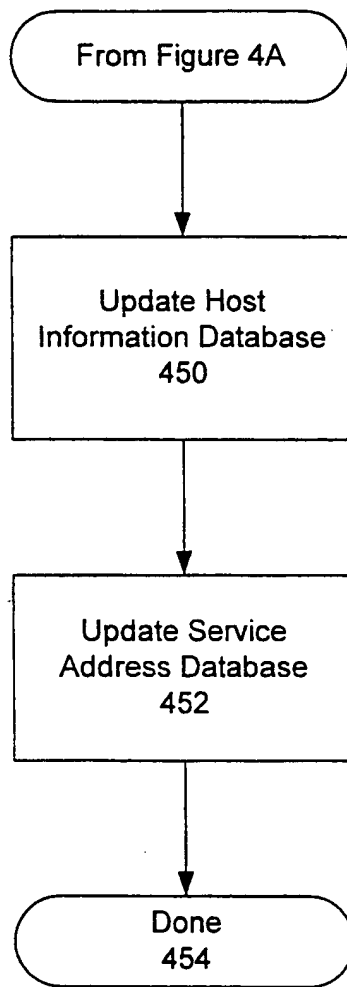 From Figure 4A
Update Host
Information Database
450
Update Service
Address Database
452
Done
454